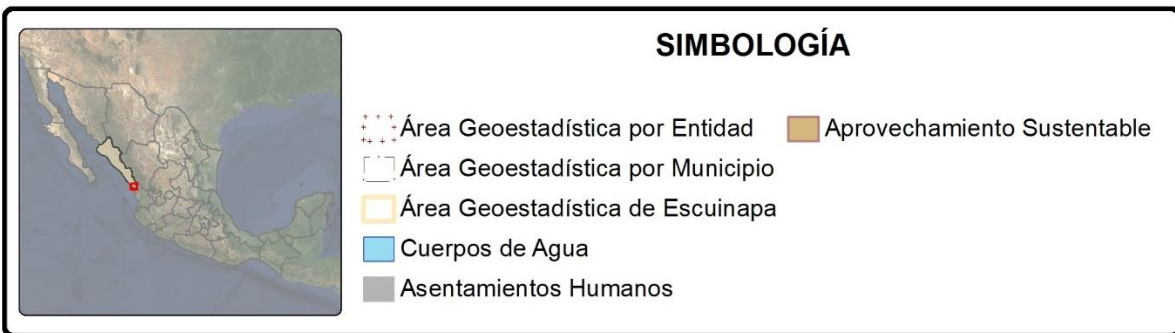 SIMBOLOGÍA
Área Geoestadística por Entidad
Aprovechamiento Sustentable
Área Geoestadística por Municipio
Área Geoestadística de Escuinapa
Cuerpos de Agua
Asentamientos Humanos